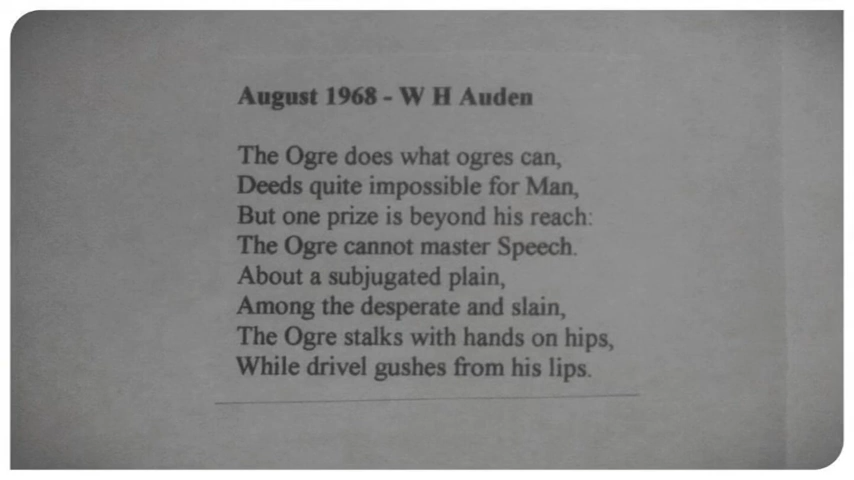 August 1968 - W H Auden
The Ogre does what ogres can,
Deeds quite impossible for Man,
But one prize is beyond his reach:
The Ogre cannot master Speech.
About a subjugated plain,
Among the desperate and slain,
The Ogre stalks with hands on hips,
While drivel gushes from his lips.